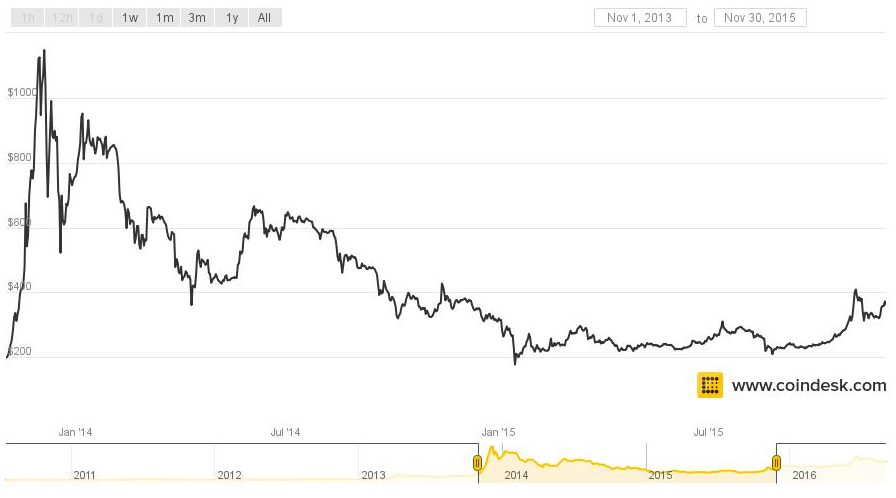 1h 12h 1d 1w 1m 3m 1y All
Nov 1, 2013 to Nov 30, 2015
$1000
$800
$600
$400
$200
www.coindesk.com
Jan '14 Jul '14 Jan '15 Jul '15
2011 2012 2013 2014 2015 2016